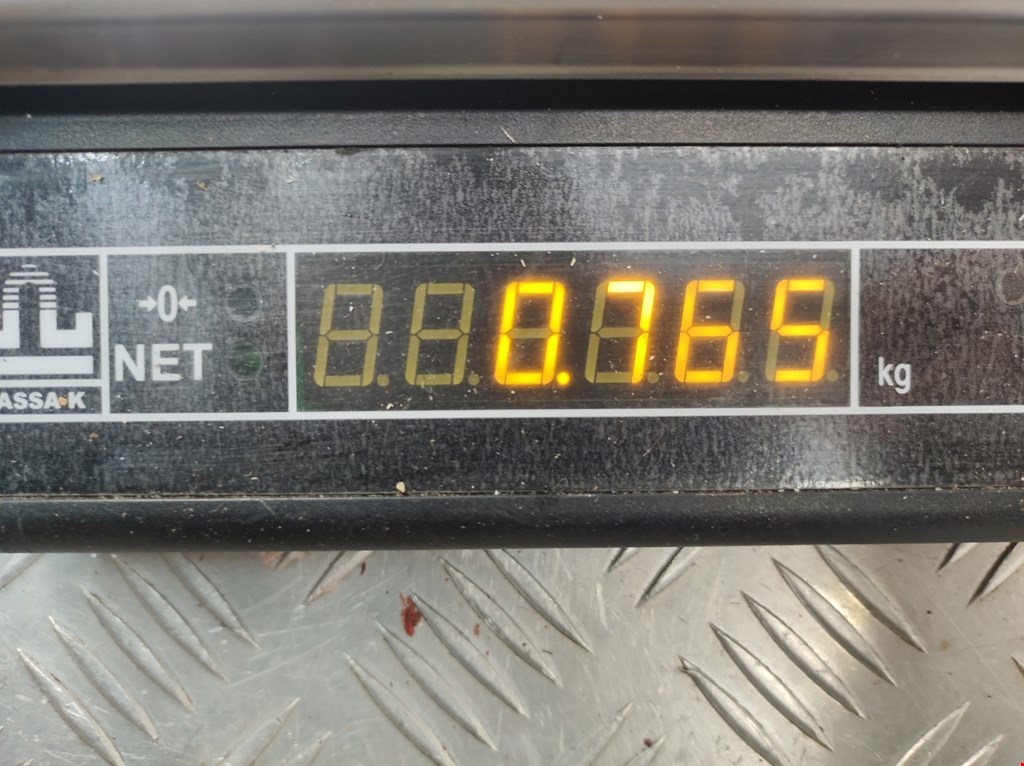 →0←
NET
0.765
kg
ASSA-K